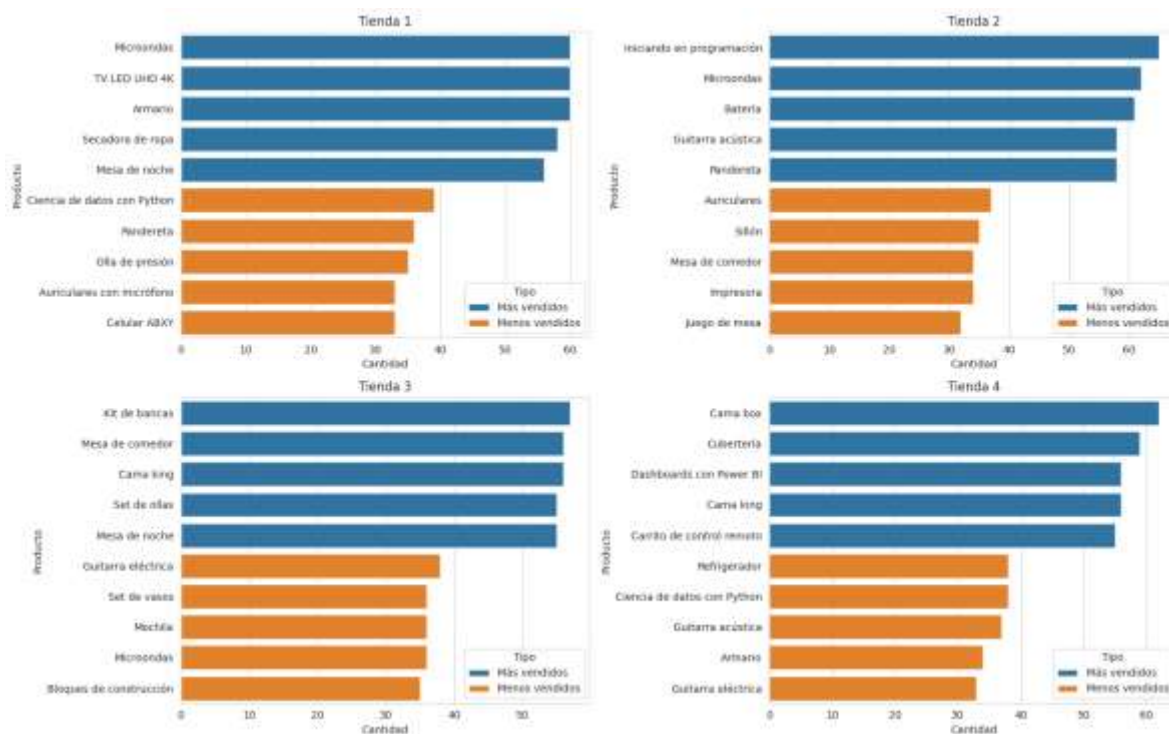 Tienda 1
Producto
Microondas
TV LED UHD 4K
Armario
Secadora de ropa
Mesa de noche
Ciencia de datos con Python
Pandereta
Olla de presión
Auriculares con micrófono
Celular ABXY
Tipo
Más vendidos
Menos vendidos
0 10 20 30 40 50 60
Cantidad
Tienda 2
Producto
Iniciando en programación
Microondas
Batería
Guitarra acústica
Pandereta
Auriculares
Sillón
Mesa de comedor
Impresora
Juego de mesa
Tipo
Más vendidos
Menos vendidos
0 10 20 30 40 50 60
Cantidad
Tienda 3
Producto
Kit de bancas
Mesa de comedor
Cama king
Set de ollas
Mesa de noche
Guitarra eléctrica
Set de vasos
Mochila
Microondas
Bloques de construcción
Tipo
Más vendidos
Menos vendidos
0 10 20 30 40 50
Cantidad
Tienda 4
Producto
Cama box
Cubertería
Dashboards con Power BI
Cama king
Carrito de control remoto
Refrigerador
Ciencia de datos con Python
Guitarra acústica
Armario
Guitarra eléctrica
Tipo
Más vendidos
Menos vendidos
0 10 20 30 40 50 60
Cantidad